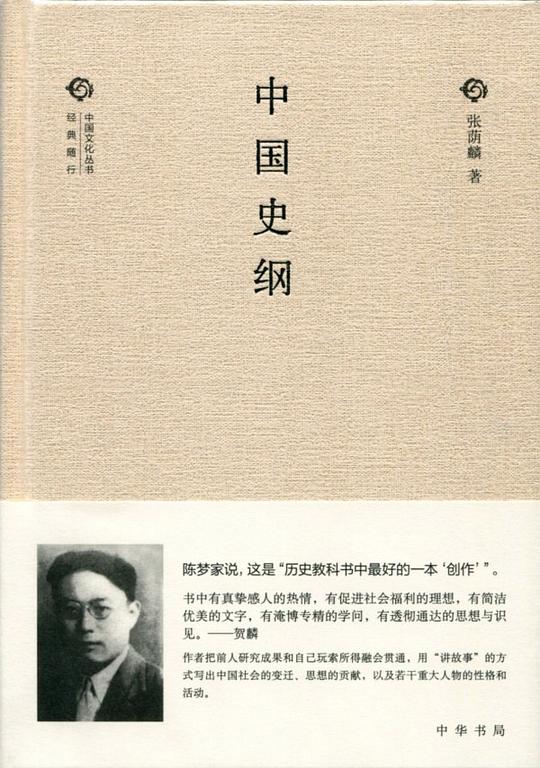 中国史纲
张荫麟 著
中国文化丛书
经典随行
陈梦家说，这是“历史教科书中最好的一本‘创作’”。
书中有真挚感人的热情，有促进社会福利的理想，有简洁
优美的文字，有淹博专精的学问，有透彻通达的思想与识
见。——贺麟
作者把前人研究成果和自己玩索所得融会贯通，用“讲故事”的方
式写出中国社会的变迁、思想的贡献，以及若干重大人物的性格和
活动。
中华书局